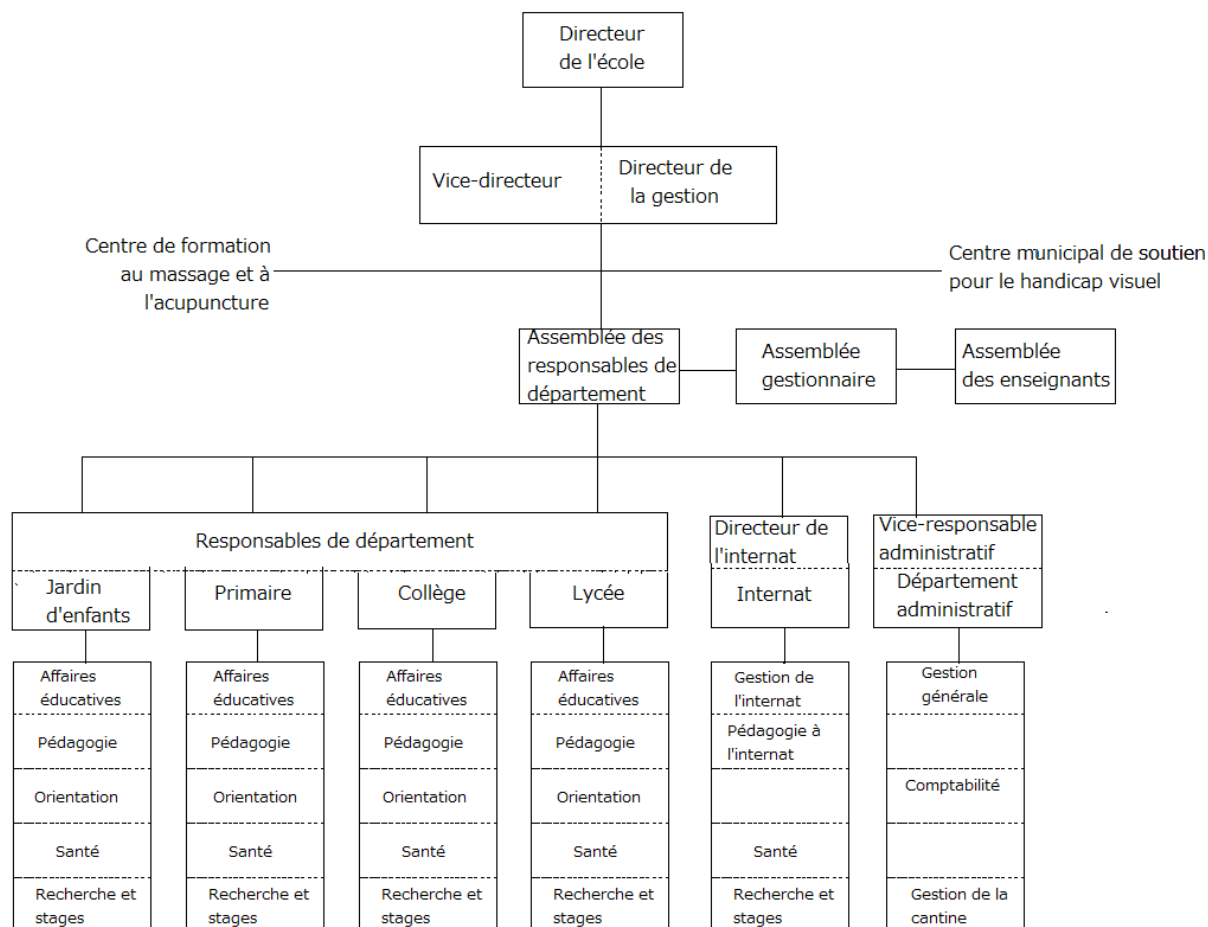 Directeur
de l'école
Vice-directeur
Directeur de
la gestion
Centre de formation
au massage et à
l'acupuncture
Centre municipal de soutien
pour le handicap visuel
Assemblée des
responsables de
département
Assemblée
gestionnaire
Assemblée
des enseignants
Responsables de département
Directeur de
l'internat
Vice-responsable
administratif
Jardin
d'enfants
Primaire
Collège
Lycée
Internat
Département
administratif
Affaires
éducatives
Pédagogie
Orientation
Santé
Recherche et
stages
Affaires
éducatives
Pédagogie
Orientation
Santé
Recherche et
stages
Affaires
éducatives
Pédagogie
Orientation
Santé
Recherche et
stages
Affaires
éducatives
Pédagogie
Orientation
Santé
Recherche et
stages
Gestion de
l'internat
Pédagogie à
l'internat
Santé
Recherche et
stages
Gestion
générale
Comptabilité
Gestion de la
cantine